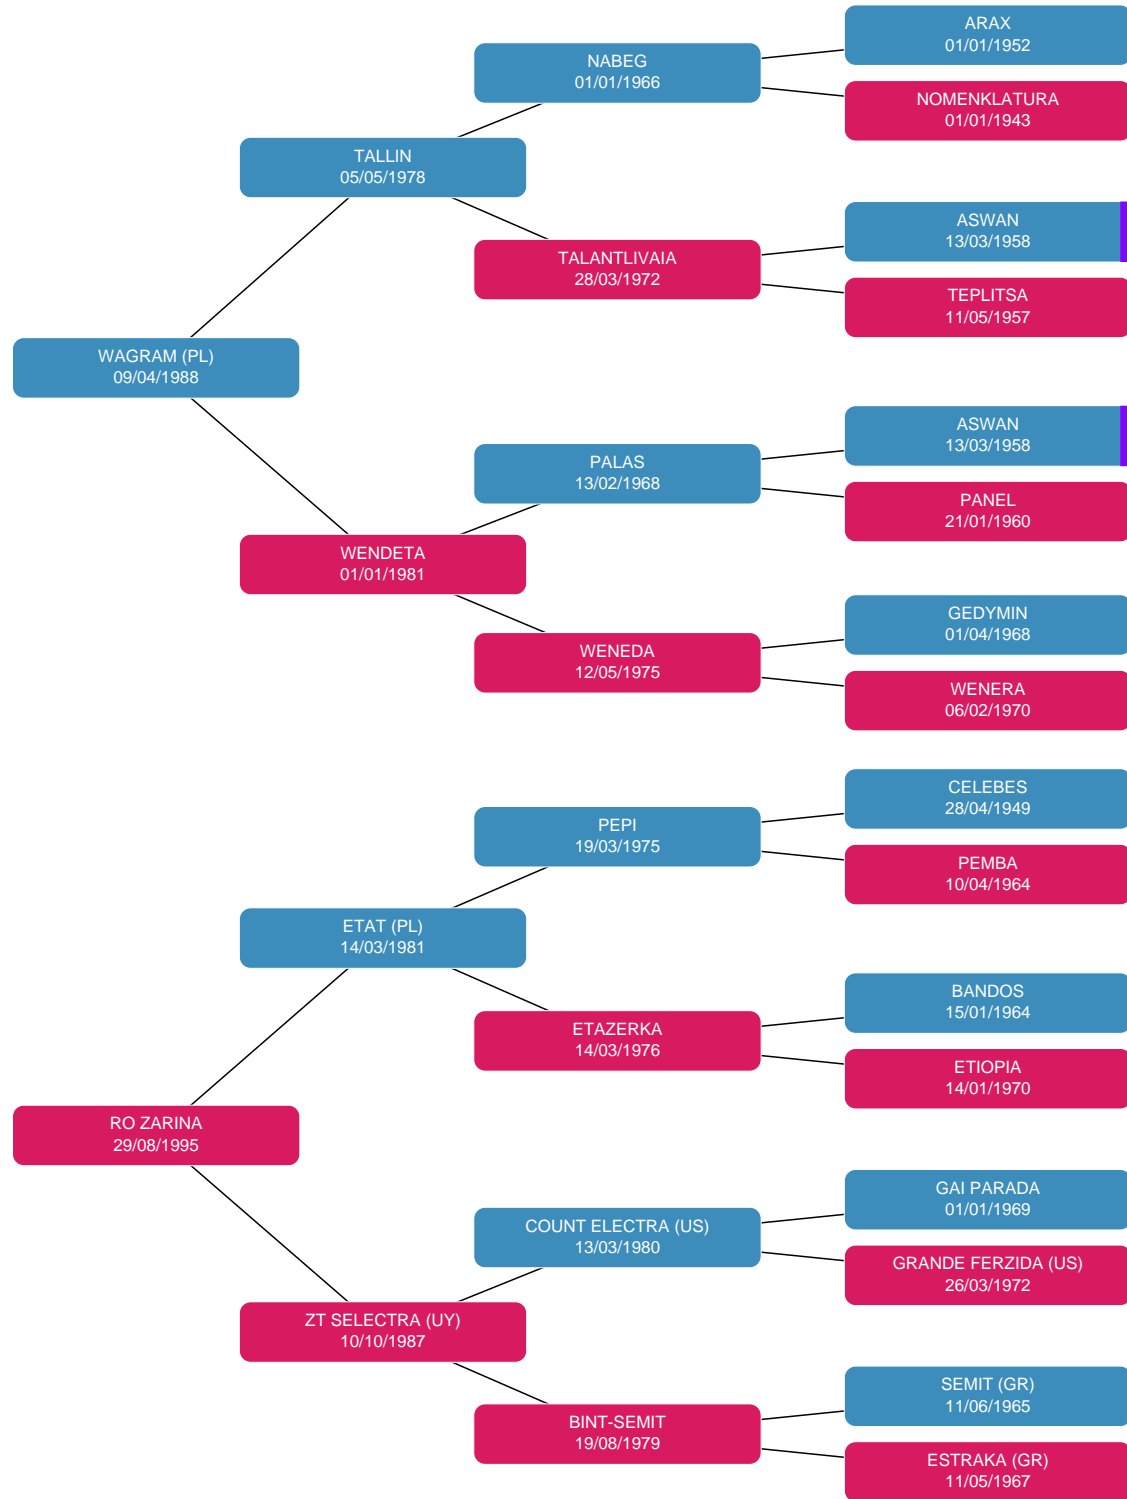 ARAX
01/01/1952
NABEG
01/01/1966
NOMENKLATURA
01/01/1943
TALLIN
05/05/1978
ASWAN
13/03/1958
TALANTLIVAIA
28/03/1972
TEPLITSA
11/05/1957
WAGRAM (PL)
09/04/1988
ASWAN
13/03/1958
PALAS
13/02/1968
PANEL
21/01/1960
WENDETA
01/01/1981
GEDYMIN
01/04/1968
WENEDA
12/05/1975
WENERA
06/02/1970
CELEBES
28/04/1949
PEPI
19/03/1975
PEMBA
10/04/1964
ETAT (PL)
14/03/1981
BANDOS
15/01/1964
ETAZERKA
14/03/1976
ETIOPIA
14/01/1970
RO ZARINA
29/08/1995
GAI PARADA
01/01/1969
COUNT ELECTRA (US)
13/03/1980
GRANDE FERZIDA (US)
26/03/1972
ZT SELECTRA (UY)
10/10/1987
SEMIT (GR)
11/06/1965
BINT-SEMIT
19/08/1979
ESTRAKA (GR)
11/05/1967